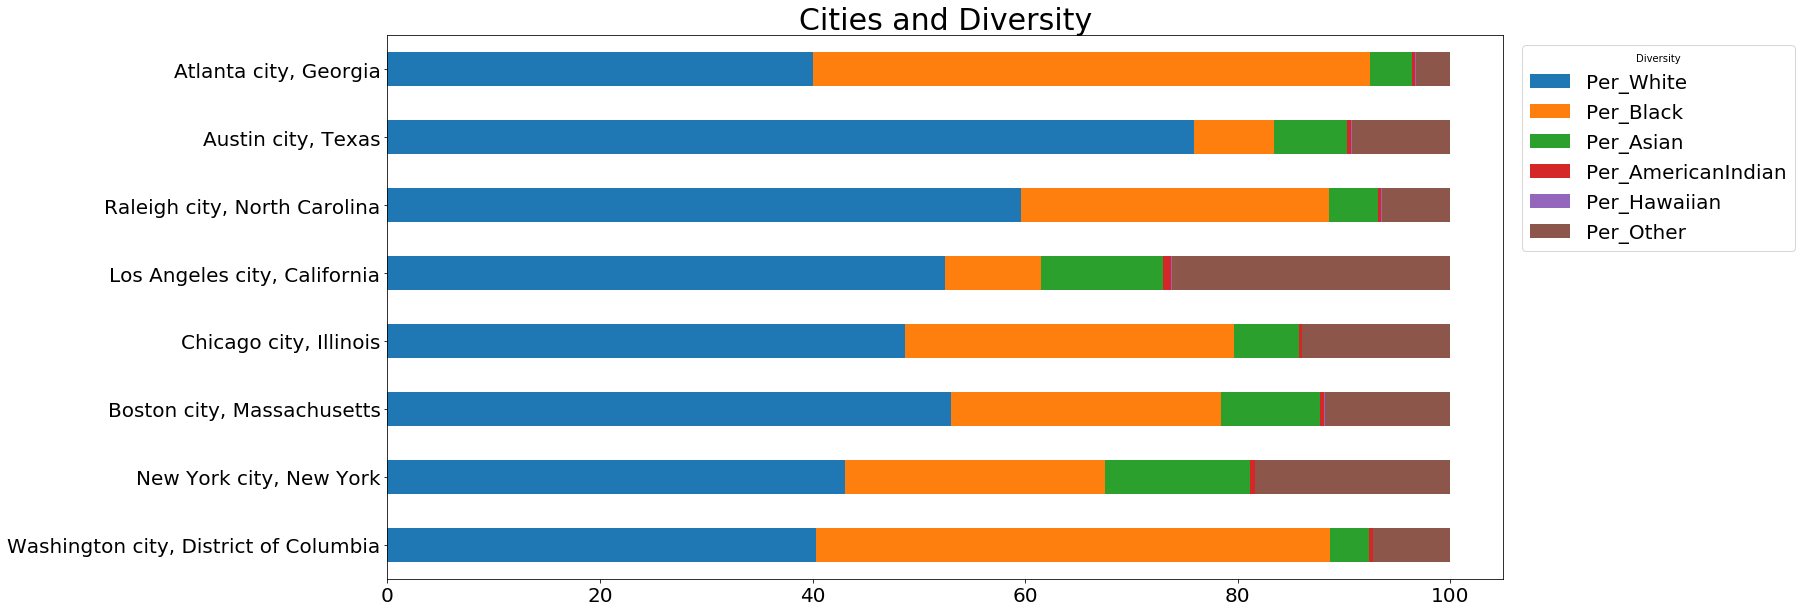 Cities and Diversity
Atlanta city, Georgia
Austin city, Texas
Raleigh city, North Carolina
Los Angeles city, California
Chicago city, Illinois
Boston city, Massachusetts
New York city, New York
Washington city, District of Columbia
0 20 40 60 80 100
Diversity
Per_White
Per_Black
Per_Asian
Per_AmericanIndian
Per_Hawaiian
Per_Other